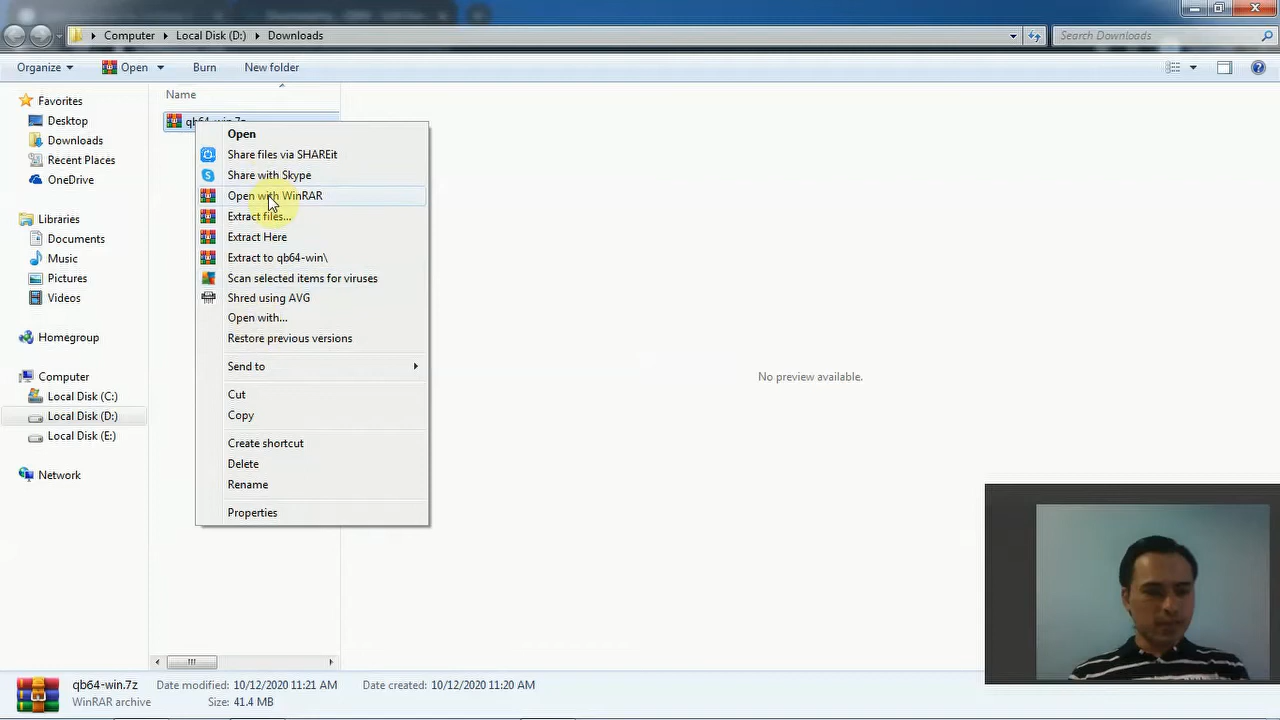 Computer Local Disk (D:) Downloads
Search Downloads
Organize Open Burn New folder
Favorites
Desktop
Downloads
Recent Places
OneDrive
Libraries
Documents
Music
Pictures
Videos
Homegroup
Computer
Local Disk (C:)
Local Disk (D:)
Local Disk (E:)
Network
Name
qb64-win.7z
Open
Share files via SHAREit
Share with Skype
Open with WinRAR
Extract files...
Extract Here
Extract to qb64-win\
Scan selected items for viruses
Shred using AVG
Open with...
Restore previous versions
Send to
Cut
Copy
Create shortcut
Delete
Rename
Properties
No preview available.
qb64-win.7z Date modified: 10/12/2020 11:21 AM Date created: 10/12/2020 11:20 AM
WinRAR archive Size: 41.4 MB